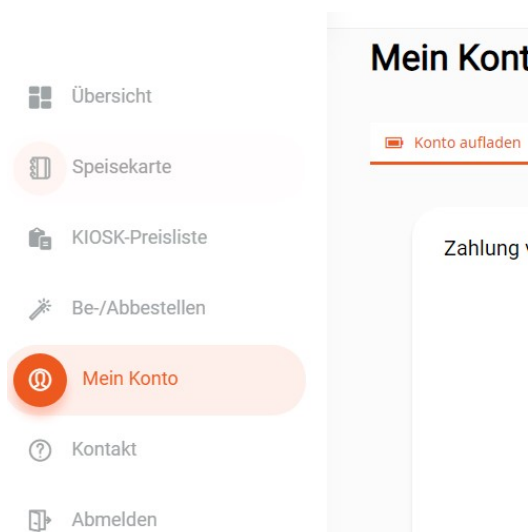 Übersicht
Speisekarte
KIOSK-Preisliste
Be-/Abbestellen
Mein Konto
Kontakt
Abmelden
Mein Kont
Konto aufladen
Zahlung